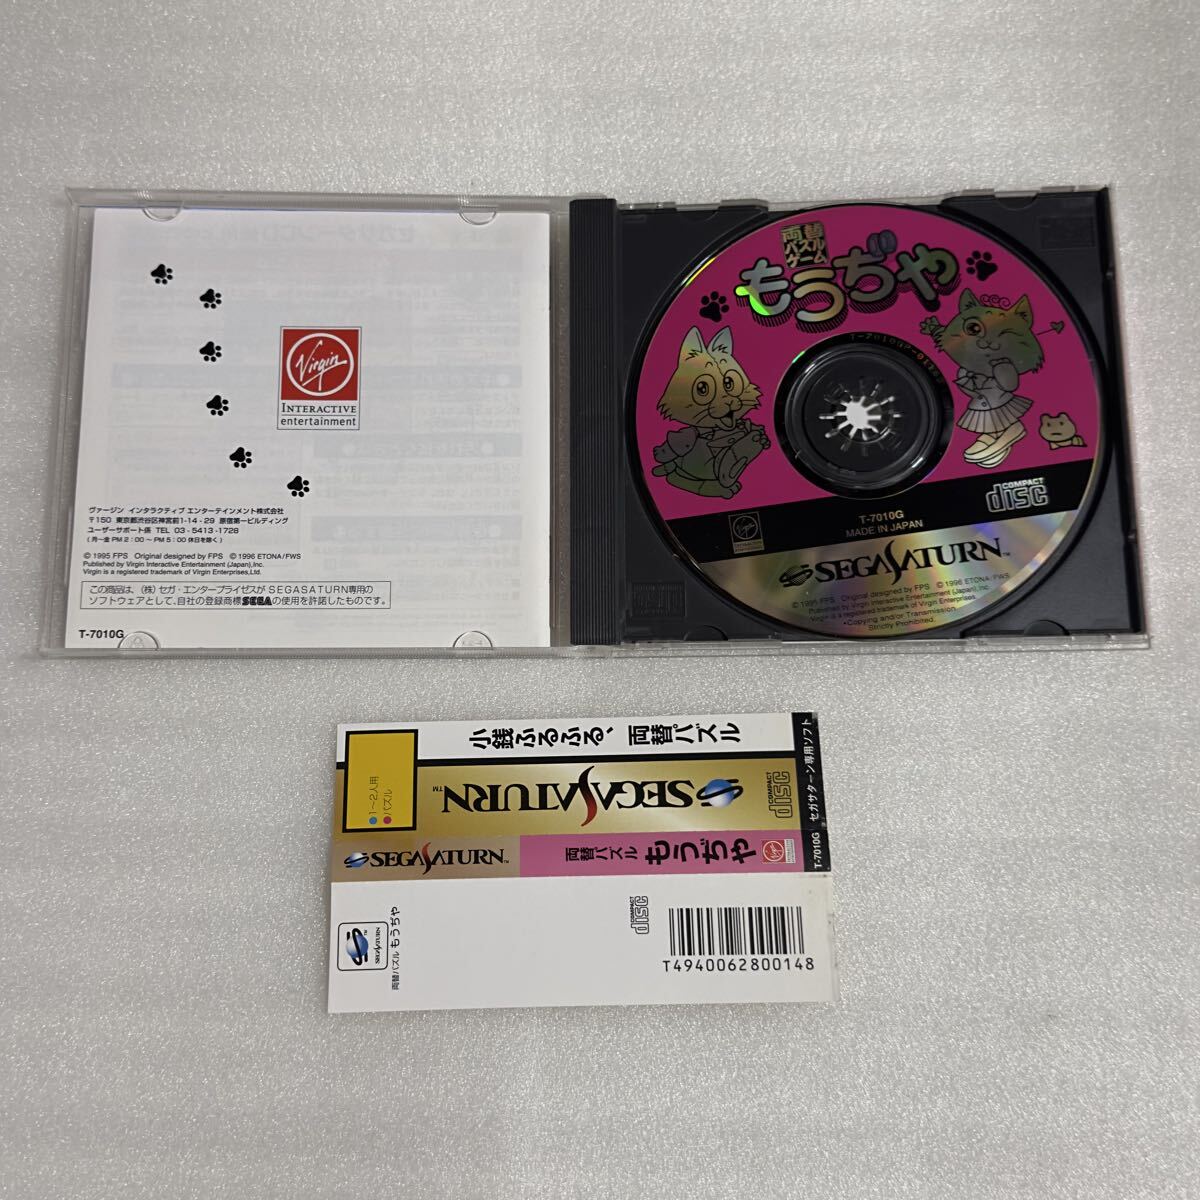 Virgin
INTERACTIVE
entertainment
ヴァージン インタラクティブ エンターテインメント株式会社
〒150 東京都渋谷区神宮前1-14-29 原宿第一ビルディング
ユーザーサポート係 TEL 03-5413-1728
(月～金 PM 2:00 ～ PM 5:00 休日を除く)
© 1995 FPS Original designed by FPS © 1996 ETONA/FWS
Published by Virgin Interactive Entertainment (Japan),Inc.
Virgin is a registered trademark of Virgin Enterprises,Ltd.
この商品は、(株)セガ・エンタープライゼスがSEGASATURN専用の
ソフトウェアとして、自社の登録商標SEGAの使用を許諾したものです。
T-7010G
両替
パズル
ゲーム
もうぢや
COMPACT
disc
T-7010G
MADE IN JAPAN
Virgin
SEGASATURN™
© 1995 FPS Original designed by FPS © 1996 ETONA/FWS
Published by Virgin Interactive Entertainment (Japan), Inc.
Virgin is a registered trademark of Virgin Enterprises.
•Copying and/or Transmission
Strictly Prohibited.
小銭ふるふる、両替パズル
●1～2人用
●パズル
SEGASATURN™
COMPACT
disc
セガサターン専用ソフト
T-7010G
SEGASATURN™
両替パズル もうぢや
SEGASATURN™
両替パズル もうぢや
COMPACT
disc
T4940062800148